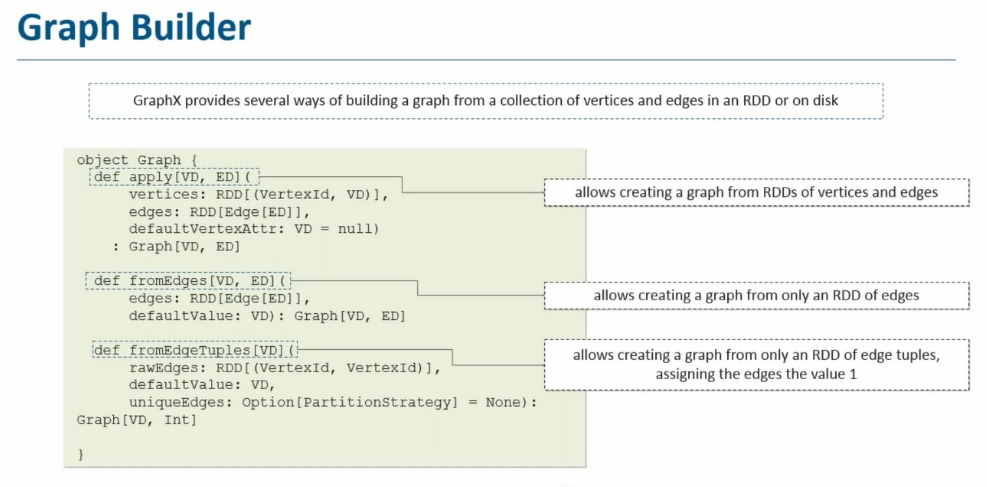 Graph Builder
GraphX provides several ways of building a graph from a collection of vertices and edges in an RDD or on disk
object Graph {
def apply[VD, ED](
vertices: RDD[(VertexId, VD)],
edges: RDD[Edge[ED]],
defaultVertexAttr: VD = null)
: Graph[VD, ED]
allows creating a graph from RDDs of vertices and edges
def fromEdges[VD, ED](
edges: RDD[Edge[ED]],
defaultValue: VD): Graph[VD, ED]
allows creating a graph from only an RDD of edges
def fromEdgeTuples[VD](
rawEdges: RDD[(VertexId, VertexId)],
defaultValue: VD,
uniqueEdges: Option[PartitionStrategy] = None):
Graph[VD, Int]
}
allows creating a graph from only an RDD of edge tuples,
assigning the edges the value 1